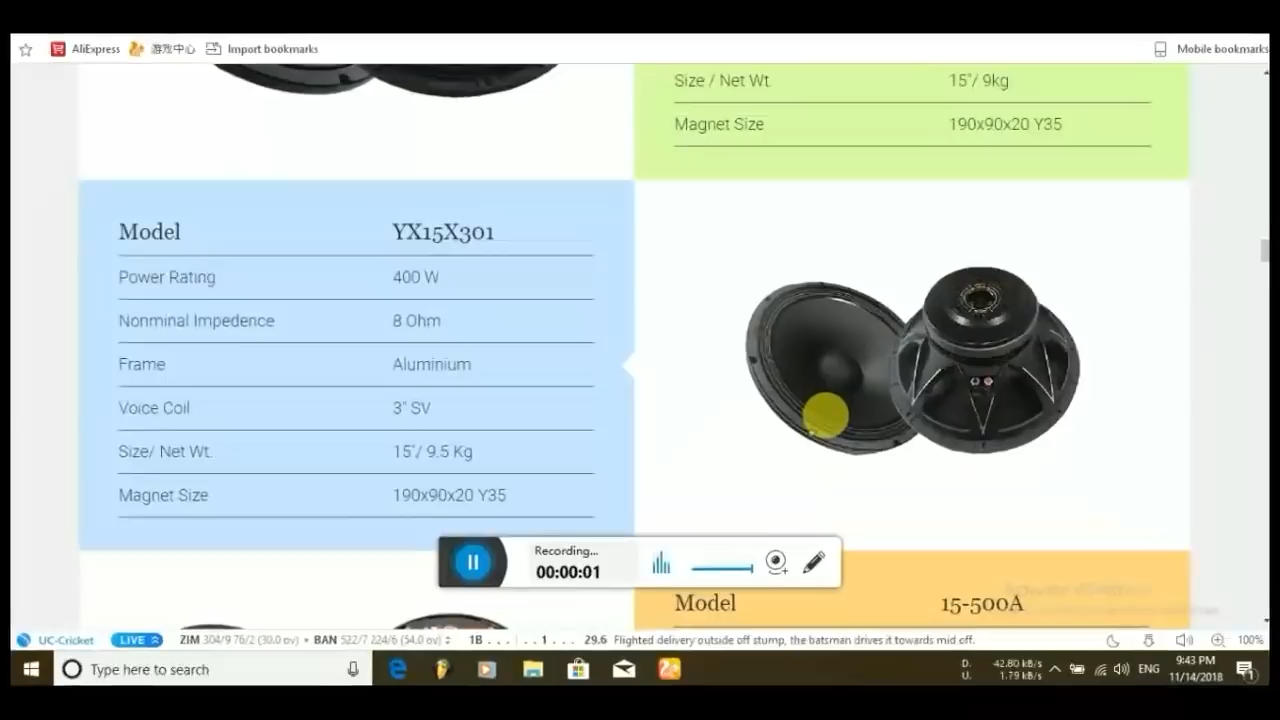 AliExpress 游戏中心 Import bookmarks Mobile bookmarks
Size / Net Wt. 15"/ 9kg
Magnet Size 190x90x20 Y35
Model YX15X301
Power Rating 400 W
Nonminal Impedence 8 Ohm
Frame Aluminium
Voice Coil 3" SV
Size/ Net Wt. 15"/ 9.5 Kg
Magnet Size 190x90x20 Y35
Recording...
00:00:01
Model 15-500A
UC-Cricket LIVE ZIM 304/9 76/2 (30.0 ov) • BAN 522/7 224/6 (54.0 ov) 1B . . . | . . 1 . . . 29.6 Flighted delivery outside off stump, the batsman drives it towards mid off. 100%
Type here to search D: 42.80 kB/s U: 1.79 kB/s ENG 9:43 PM 11/14/2018 1